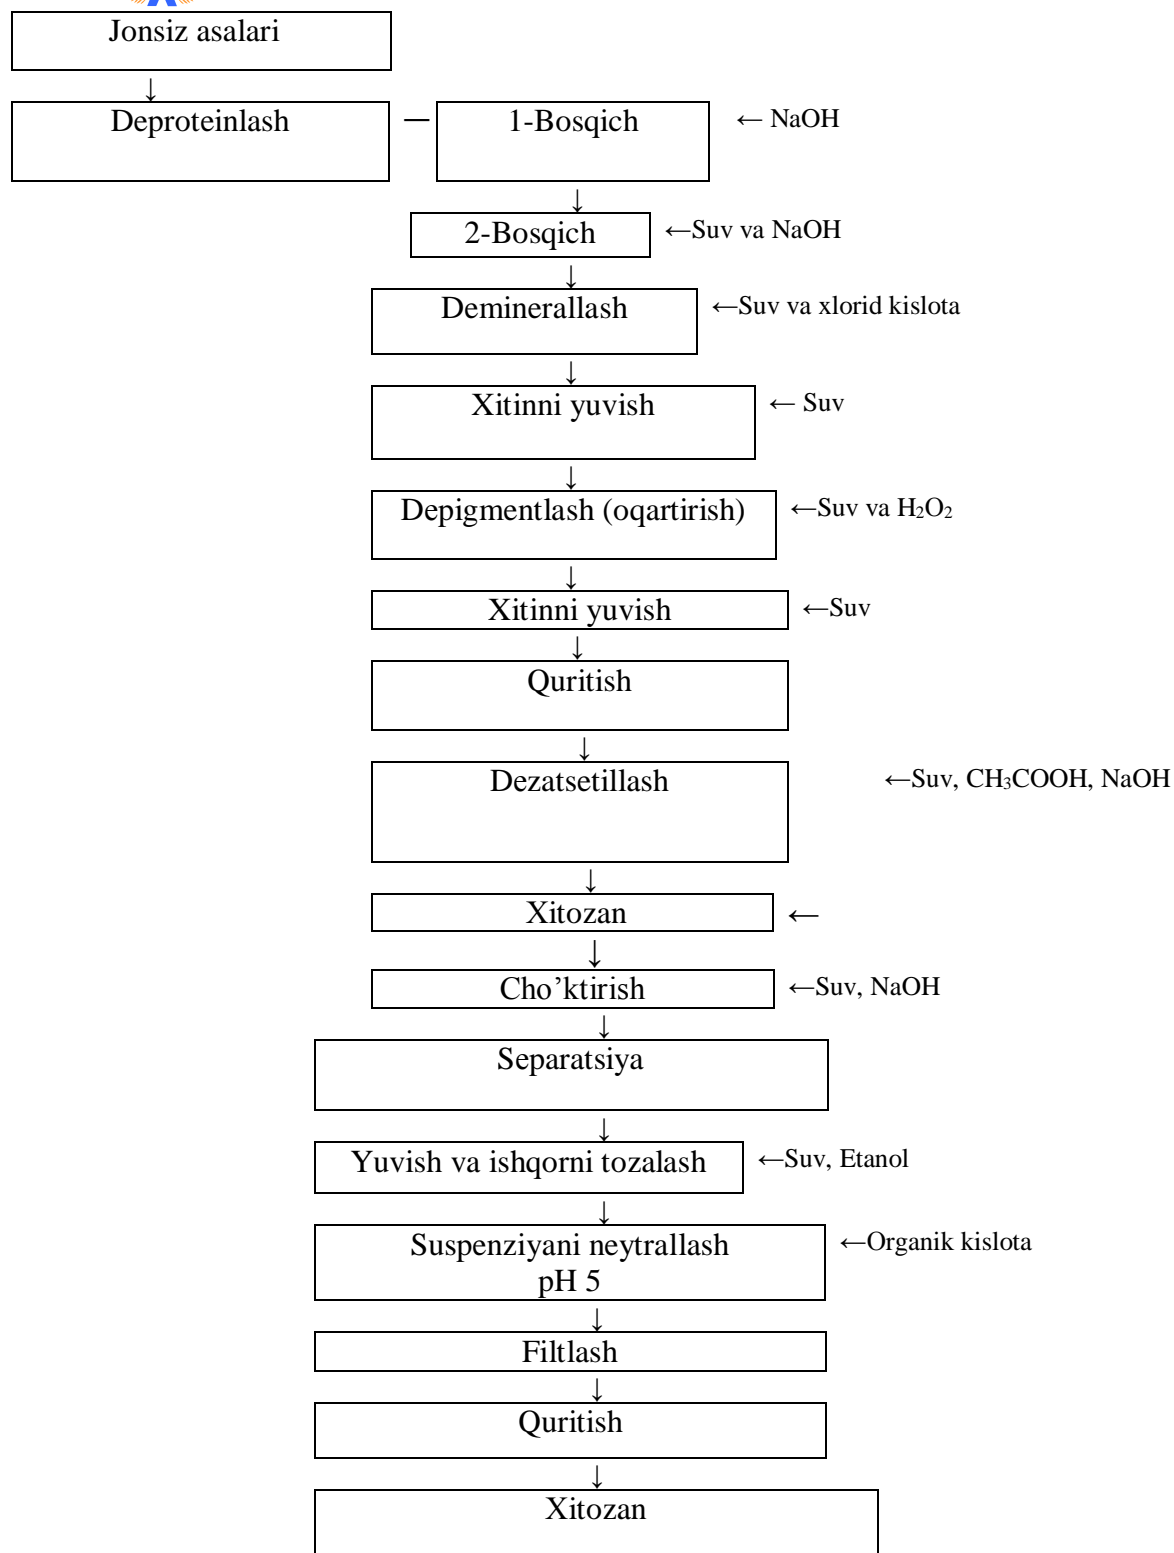 Jonsiz asalari
↓
Deproteinlash — 1-Bosqich ← NaOH
↓
2-Bosqich ←Suv va NaOH
↓
Deminerallash ←Suv va xlorid kislota
↓
Xitinni yuvish ← Suv
↓
Depigmentlash (oqartirish) ←Suv va H₂O₂
↓
Xitinni yuvish ←Suv
↓
Quritish
↓
Dezatsetillash ←Suv, CH₃COOH, NaOH
↓
Xitozan ←
↓
Cho’ktirish ←Suv, NaOH
↓
Separatsiya
↓
Yuvish va ishqorni tozalash ←Suv, Etanol
↓
Suspenziyani neytrallash ←Organik kislota
pH 5
↓
Filtlash
↓
Quritish
↓
Xitozan